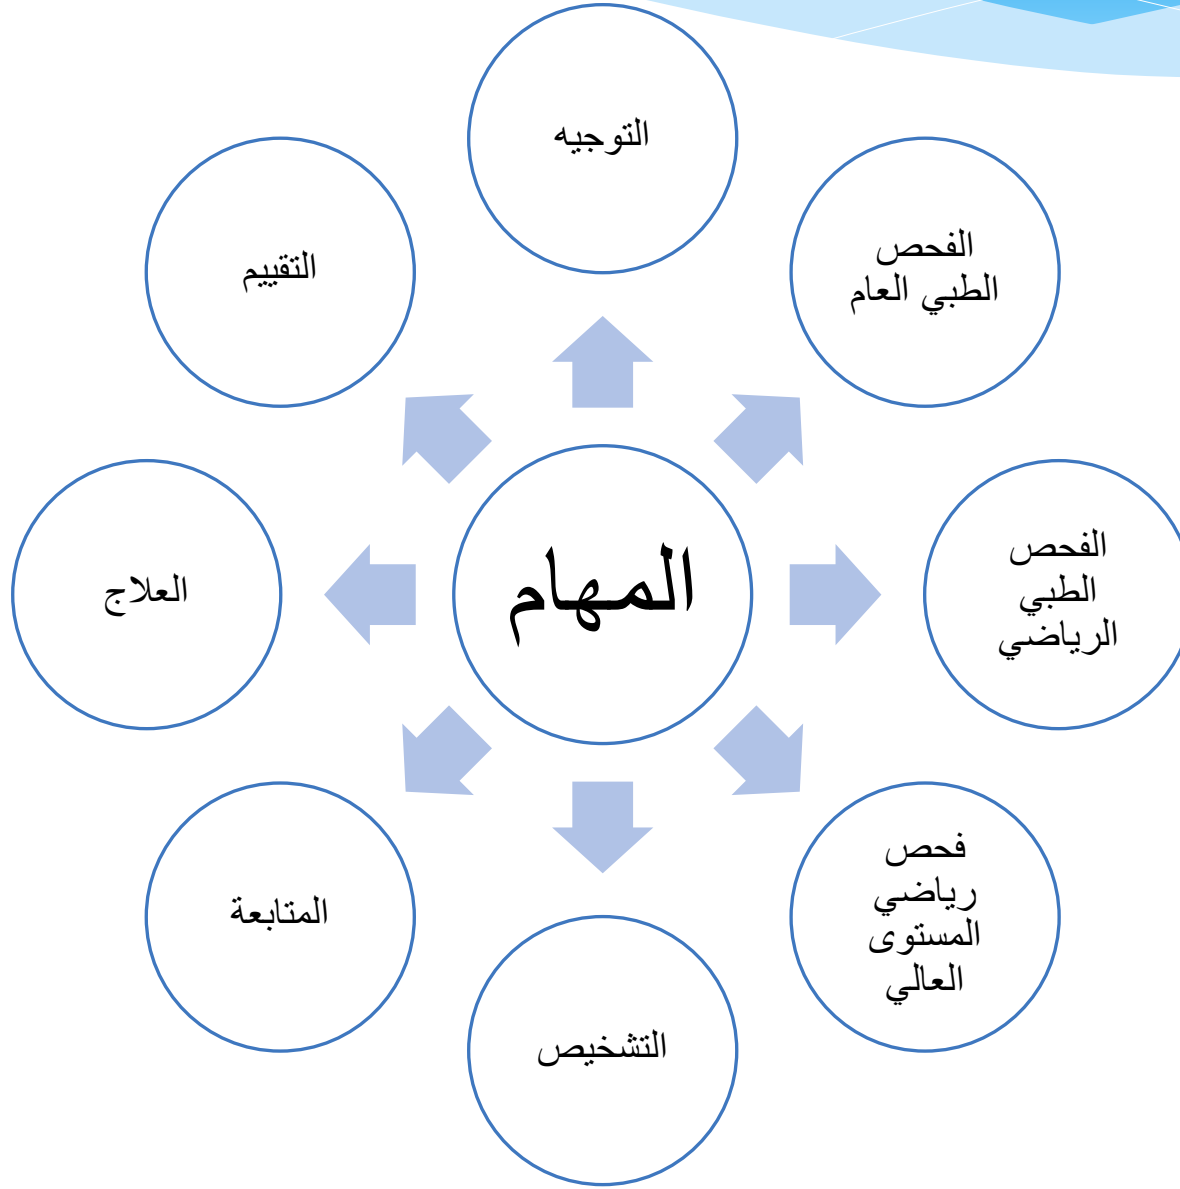 التوجيه
الفحص
الطبي العام
الفحص
الطبي
الرياضي
فحص
رياضي
المستوى
العالي
التشخيص
المتابعة
العلاج
التقييم
المهام